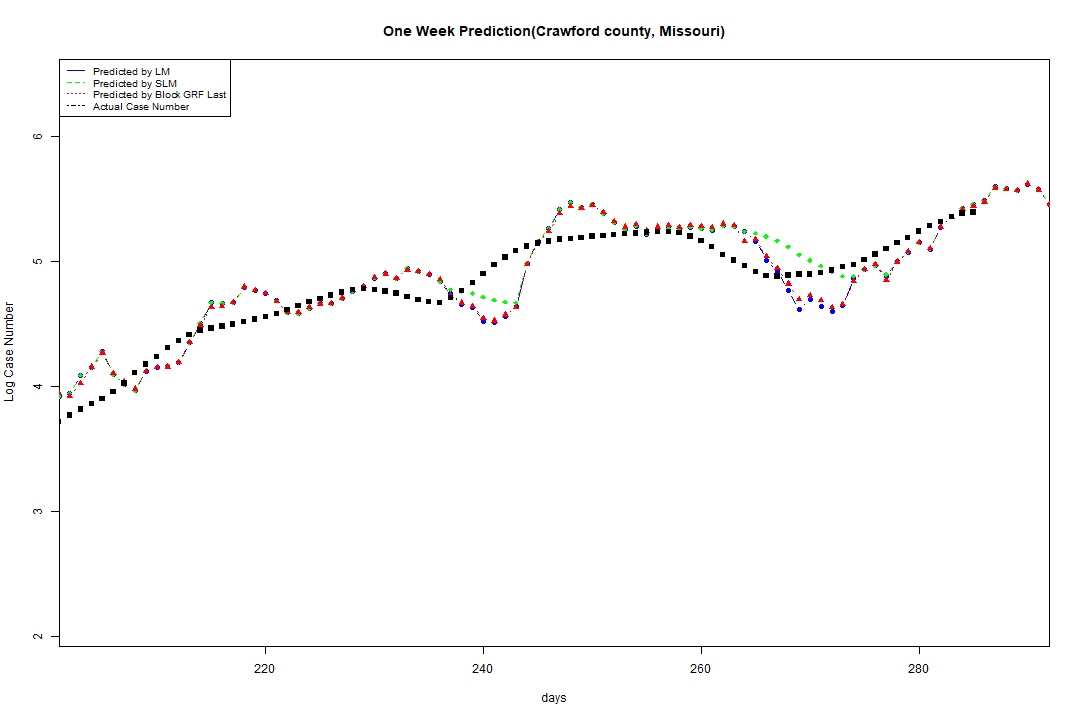 One Week Prediction(Crawford county, Missouri)
Predicted by LM
Predicted by SLM
Predicted by Block GRF Last
Actual Case Number
6
5
4
3
2
Log Case Number
220
240
260
280
days